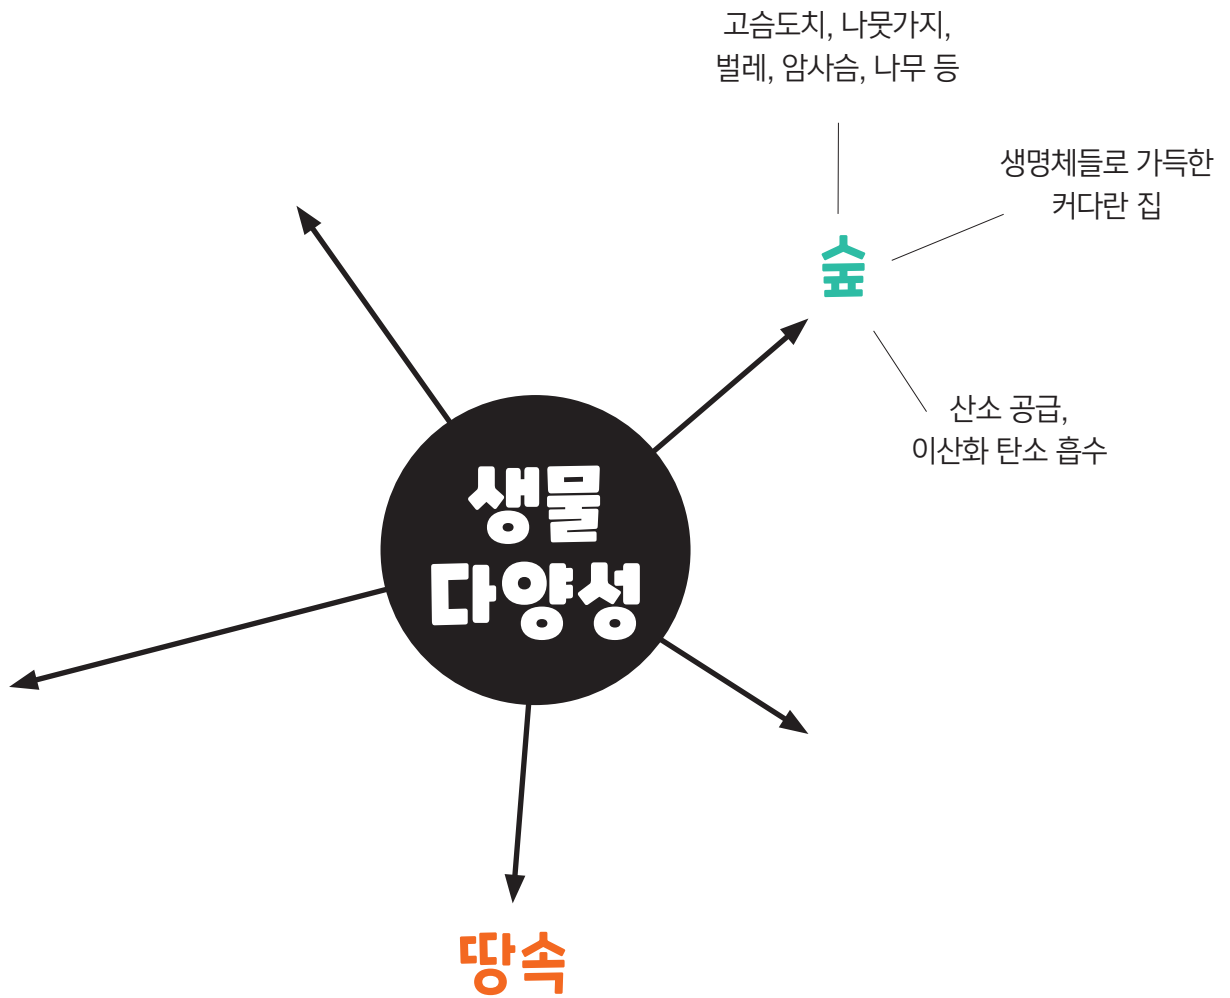 고슴도치, 나뭇가지,
벌레, 암사슴, 나무 등
생명체들로 가득한
커다란 집
숲
산소 공급,
이산화 탄소 흡수
생물
다양성
땅속